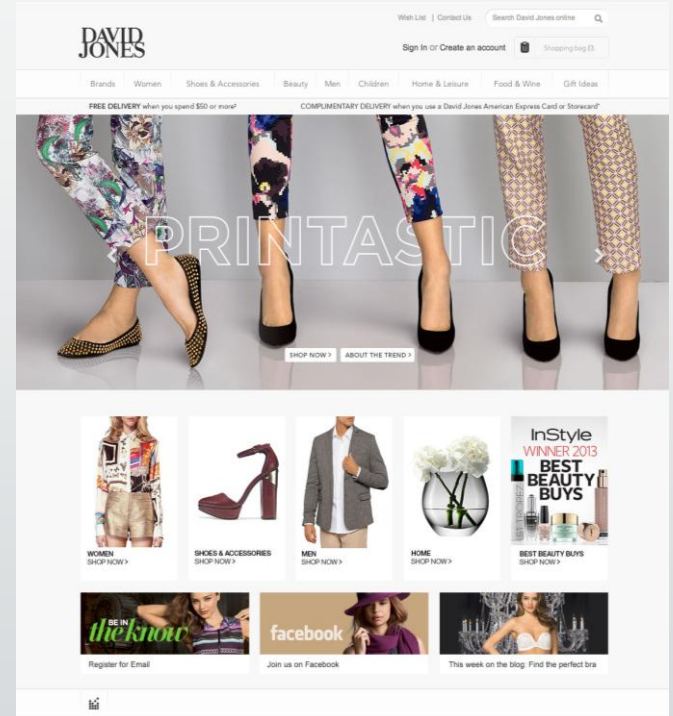 Wish List | Contact Us
Search David Jones online
DAVID
JONES
Sign In or Create an account
Shopping bag
Brands Women Shoes & Accessories Beauty Men Children Home & Leisure Food & Wine Gift Ideas
FREE DELIVERY when you spend $50 or more
COMPLIMENTARY DELIVERY when you use a David Jones American Express Card or Storecard
PRINTASTIC
SHOP NOW >
ABOUT THE TREND >
InStyle
WINNER 2013
BEST
BEAUTY
BUYS
ST.TROPEZ
WOMEN
SHOP NOW >
SHOES & ACCESSORIES
SHOP NOW >
MEN
SHOP NOW >
HOME
SHOP NOW >
BEST BEAUTY BUYS
SHOP NOW >
BE IN
the know
facebook
Register for Email
Join us on Facebook
This week on the blog: Find the perfect bra